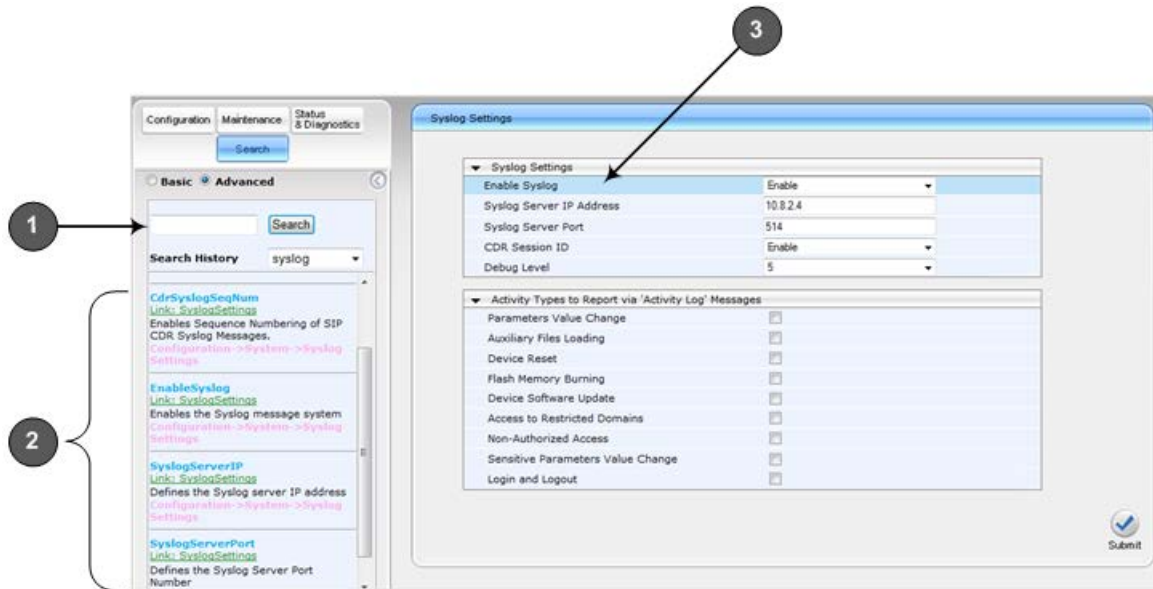 3
Configuration Maintenance Status & Diagnostics
Search
Basic Advanced
1
Search
Search History syslog
2
CdrSyslogSeqNum
Link: SyslogSettings
Enables Sequence Numbering of SIP
CDR Syslog Messages.
Configuration->System->Syslog
Settings
EnableSyslog
Link: SyslogSettings
Enables the Syslog message system
Configuration->System->Syslog
Settings
SyslogServerIP
Link: SyslogSettings
Defines the Syslog server IP address
Configuration->System->Syslog
Settings
SyslogServerPort
Link: SyslogSettings
Defines the Syslog Server Port
Number
Syslog Settings
Syslog Settings
Enable Syslog Enable
Syslog Server IP Address 10.8.2.4
Syslog Server Port 514
CDR Session ID Enable
Debug Level 5
Activity Types to Report via 'Activity Log' Messages
Parameters Value Change
Auxiliary Files Loading
Device Reset
Flash Memory Burning
Device Software Update
Access to Restricted Domains
Non-Authorized Access
Sensitive Parameters Value Change
Login and Logout
Submit